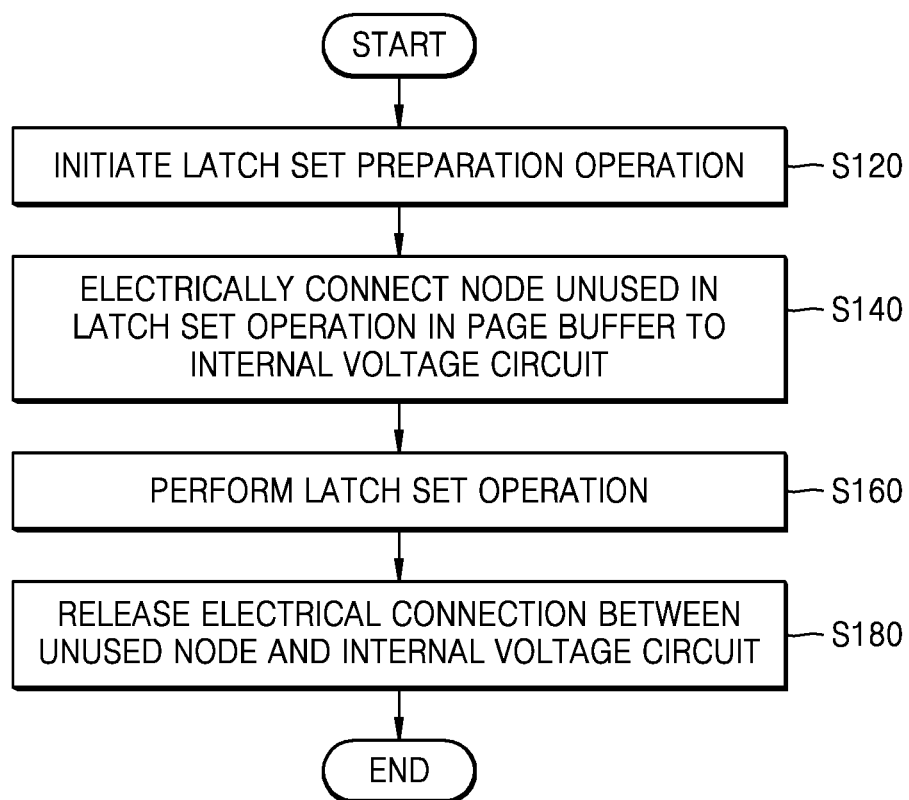 START
INITIATE LATCH SET PREPARATION OPERATION
S120
ELECTRICALLY CONNECT NODE UNUSED IN
LATCH SET OPERATION IN PAGE BUFFER TO
INTERNAL VOLTAGE CIRCUIT
S140
PERFORM LATCH SET OPERATION
S160
RELEASE ELECTRICAL CONNECTION BETWEEN
UNUSED NODE AND INTERNAL VOLTAGE CIRCUIT
S180
END